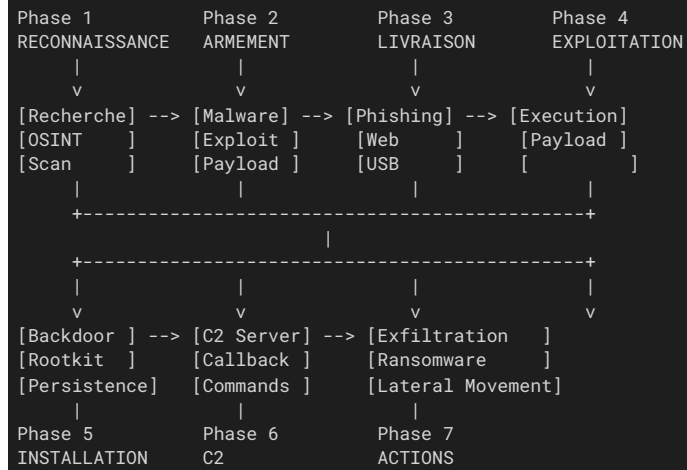 Phase 1          Phase 2         Phase 3         Phase 4
RECONNAISSANCE   ARMEMENT        LIVRAISON       EXPLOITATION
     |              |               |               |
     v              v               v               v
[Recherche] --> [Malware] --> [Phishing] --> [Execution]
[OSINT    ]     [Exploit ]     [Web     ]     [Payload ]
[Scan     ]     [Payload ]     [USB     ]     [         ]
     |              |               |               |
     +----------------------------------------------+
                            |
     +----------------------------------------------+
     |              |               |               |
     v              v               v               v
[Backdoor ] --> [C2 Server] --> [Exfiltration   ]
[Rootkit  ]     [Callback ]     [Ransomware     ]
[Persistence]   [Commands ]     [Lateral Movement]
     |              |               |
Phase 5          Phase 6         Phase 7
INSTALLATION     C2              ACTIONS